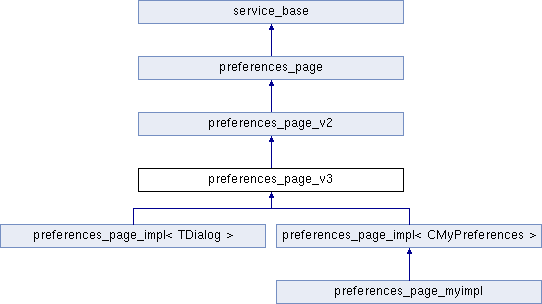 service_base
preferences_page
preferences_page_v2
preferences_page_v3
preferences_page_impl< TDialog >
preferences_page_impl< CMyPreferences >
preferences_page_myimpl